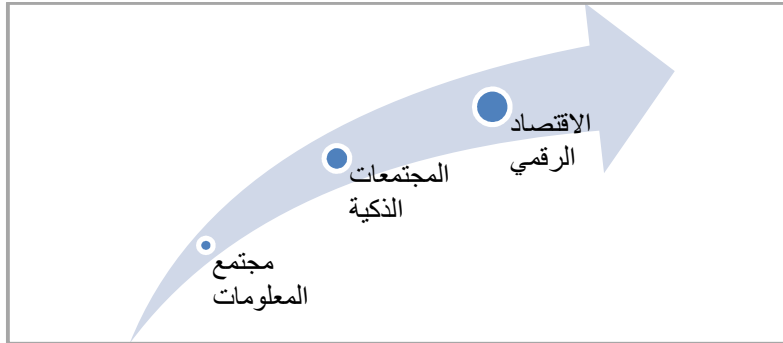 الاقتصاد
الرقمي
المجتمعات
الذكية
مجتمع
المعلومات